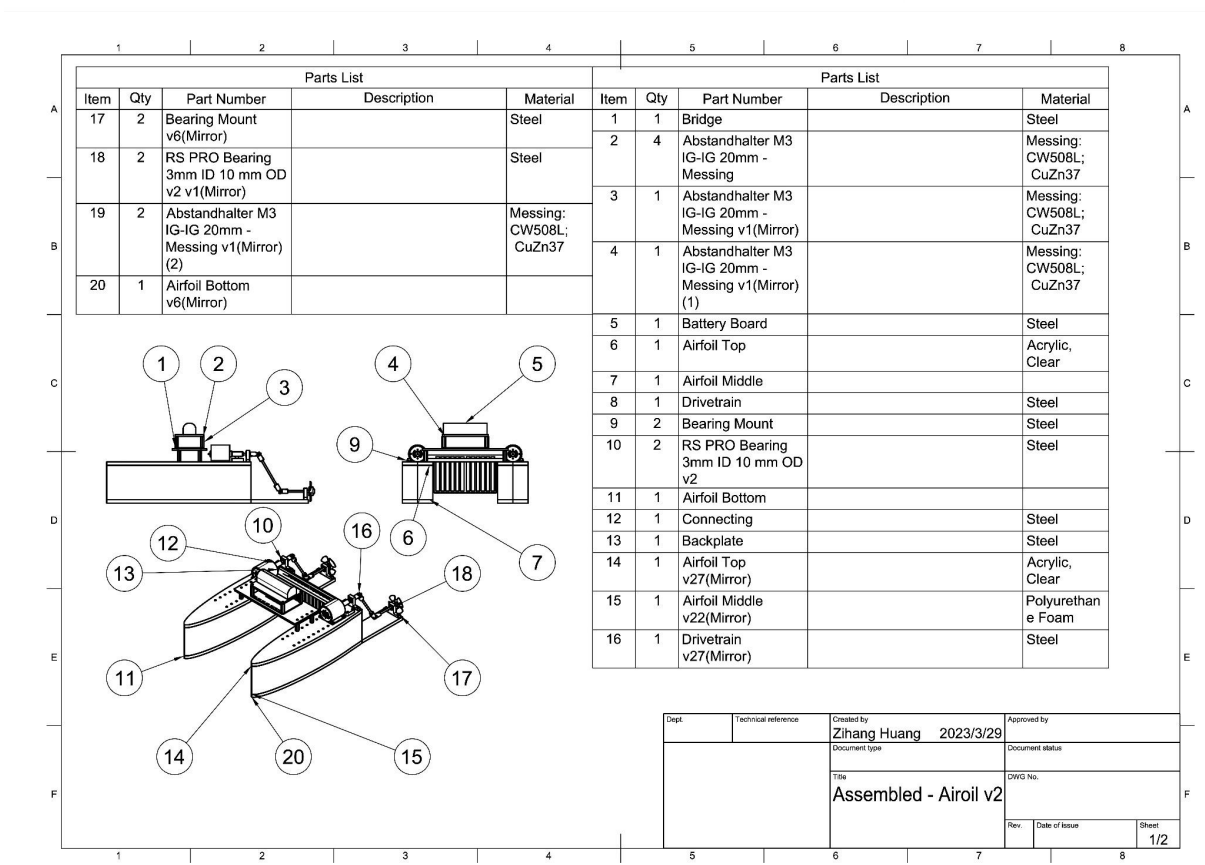 1 2 3 4 5 6 7 8
Parts List
Item Qty Part Number Description Material
17 2 Bearing Mount Steel
v6(Mirror)
18 2 RS PRO Bearing Steel
3mm ID 10 mm OD
v2 v1(Mirror)
19 2 Abstandhalter M3 Messing:
IG-IG 20mm - CW508L;
Messing v1(Mirror) CuZn37
(2)
20 1 Airfoil Bottom
v6(Mirror)
Parts List
Item Qty Part Number Description Material
1 1 Bridge Steel
2 4 Abstandhalter M3 Messing:
IG-IG 20mm - CW508L;
Messing CuZn37
3 1 Abstandhalter M3 Messing:
IG-IG 20mm - CW508L;
Messing v1(Mirror) CuZn37
4 1 Abstandhalter M3 Messing:
IG-IG 20mm - CW508L;
Messing v1(Mirror) CuZn37
(1)
5 1 Battery Board Steel
6 1 Airfoil Top Acrylic,
Clear
7 1 Airfoil Middle
8 1 Drivetrain Steel
9 2 Bearing Mount Steel
10 2 RS PRO Bearing Steel
3mm ID 10 mm OD
v2
11 1 Airfoil Bottom
12 1 Connecting Steel
13 1 Backplate Steel
14 1 Airfoil Top Acrylic,
v27(Mirror) Clear
15 1 Airfoil Middle Polyurethan
v22(Mirror) e Foam
16 1 Drivetrain Steel
v27(Mirror)
A
A
B
B
C
C
D
D
E
E
F
F
1 2 3 4 5
9
6 7
10 16 12 13 18
11 17
14 20 15
Dept. Technical reference Created by Approved by
Zihang Huang 2023/3/29
Document type Document status
Title DWG No.
Assembled - Airoil v2
Rev. Date of issue Sheet
1/2
1 2 3 4 5 6 7 8